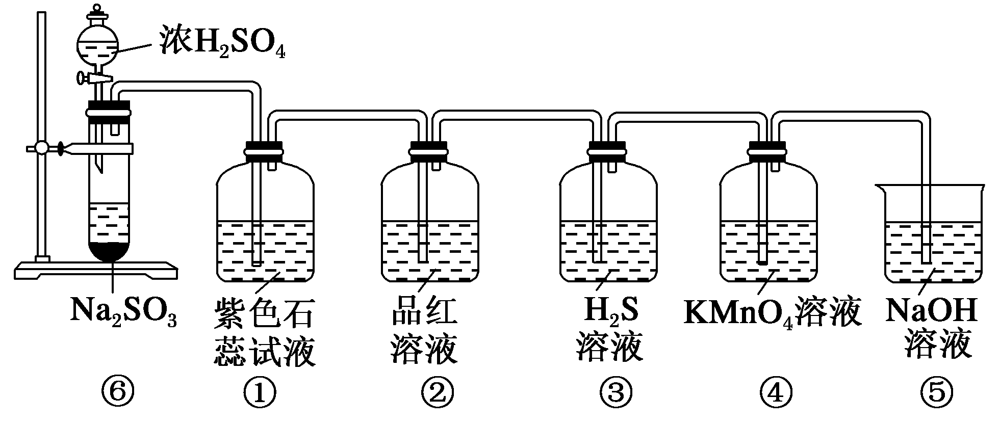 浓H₂SO₄
Na₂SO₃
紫色石
蕊试液
品红
溶液
H₂S
溶液
KMnO₄溶液
NaOH
溶液
⑥
①
②
③
④
⑤